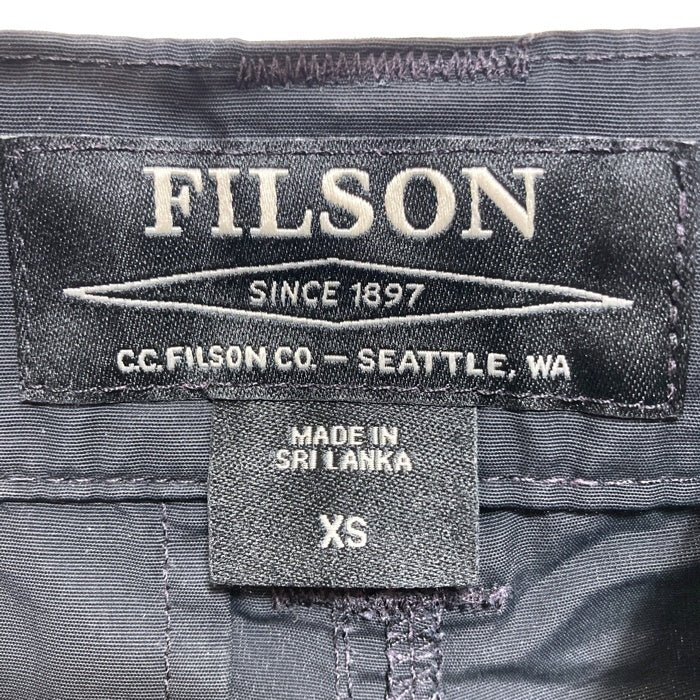 FILSON
SINCE 1897
C.C.FILSON CO. — SEATTLE, WA
MADE IN
SRI LANKA
XS